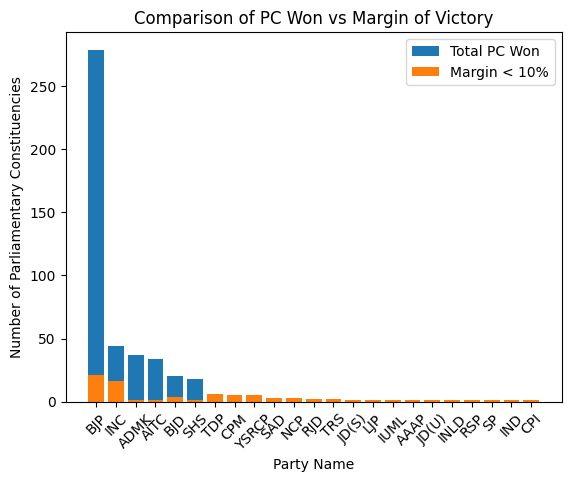 Comparison of PC Won vs Margin of Victory
Total PC Won
Margin < 10%
Number of Parliamentary Constituencies
250
200
150
100
50
0
BJP
INC
ADMK
AITC
BJD
SHS
TDP
CPM
YSRCP
SAD
NCP
RJD
TRS
JD(S)
LJP
IUML
AAAP
JD(U)
INLD
RSP
SP
IND
CPI
Party Name